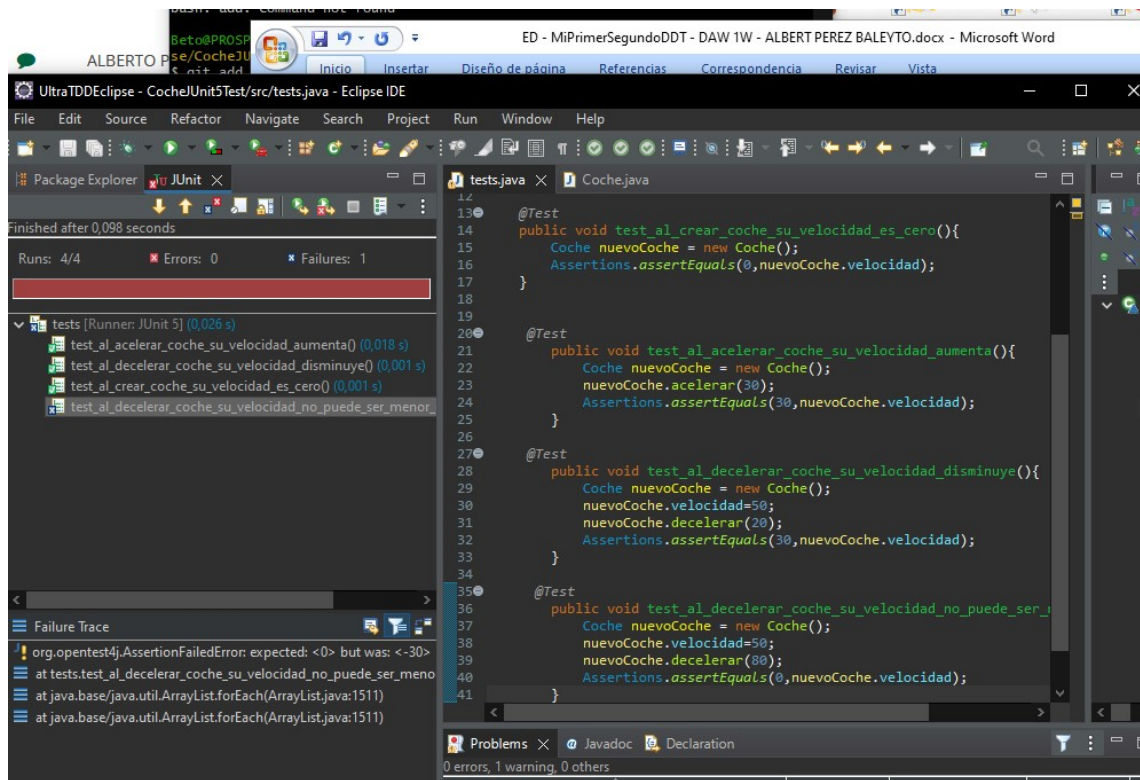 bash: add: command not found
Beto@PROSP
se/CocheJU
$ git add
ALBERTO P
ED - MiPrimerSegundoDDT - DAW 1W - ALBERT PEREZ BALEYTO.docx - Microsoft Word
Inicio Insertar Diseño de página Referencias Correspondencia Revisar Vista
UltraTDDEclipse - CocheJUnit5Test/src/tests.java - Eclipse IDE
File Edit Source Refactor Navigate Search Project Run Window Help
Package Explorer JUnit
Finished after 0,098 seconds
Runs: 4/4 Errors: 0 Failures: 1
tests [Runner: JUnit 5] (0,026 s)
test_al_acelerar_coche_su_velocidad_aumenta() (0,018 s)
test_al_decelerar_coche_su_velocidad_disminuye() (0,001 s)
test_al_crear_coche_su_velocidad_es_cero() (0,001 s)
test_al_decelerar_coche_su_velocidad_no_puede_ser_menor_
Failure Trace
org.opentest4j.AssertionFailedError: expected: <0> but was: <-30>
at tests.test_al_decelerar_coche_su_velocidad_no_puede_ser_meno
at java.base/java.util.ArrayList.forEach(ArrayList.java:1511)
at java.base/java.util.ArrayList.forEach(ArrayList.java:1511)
tests.java Coche.java
12
13 @Test
14 public void test_al_crear_coche_su_velocidad_es_cero(){
15 Coche nuevoCoche = new Coche();
16 Assertions.assertEquals(0,nuevoCoche.velocidad);
17 }
18
19
20 @Test
21 public void test_al_acelerar_coche_su_velocidad_aumenta(){
22 Coche nuevoCoche = new Coche();
23 nuevoCoche.acelerar(30);
24 Assertions.assertEquals(30,nuevoCoche.velocidad);
25 }
26
27 @Test
28 public void test_al_decelerar_coche_su_velocidad_disminuye(){
29 Coche nuevoCoche = new Coche();
30 nuevoCoche.velocidad=50;
31 nuevoCoche.decelerar(20);
32 Assertions.assertEquals(30,nuevoCoche.velocidad);
33 }
34
35 @Test
36 public void test_al_decelerar_coche_su_velocidad_no_puede_ser_
37 Coche nuevoCoche = new Coche();
38 nuevoCoche.velocidad=50;
39 nuevoCoche.decelerar(80);
40 Assertions.assertEquals(0,nuevoCoche.velocidad);
41 }
Problems @ Javadoc Declaration
0 errors, 1 warning, 0 others